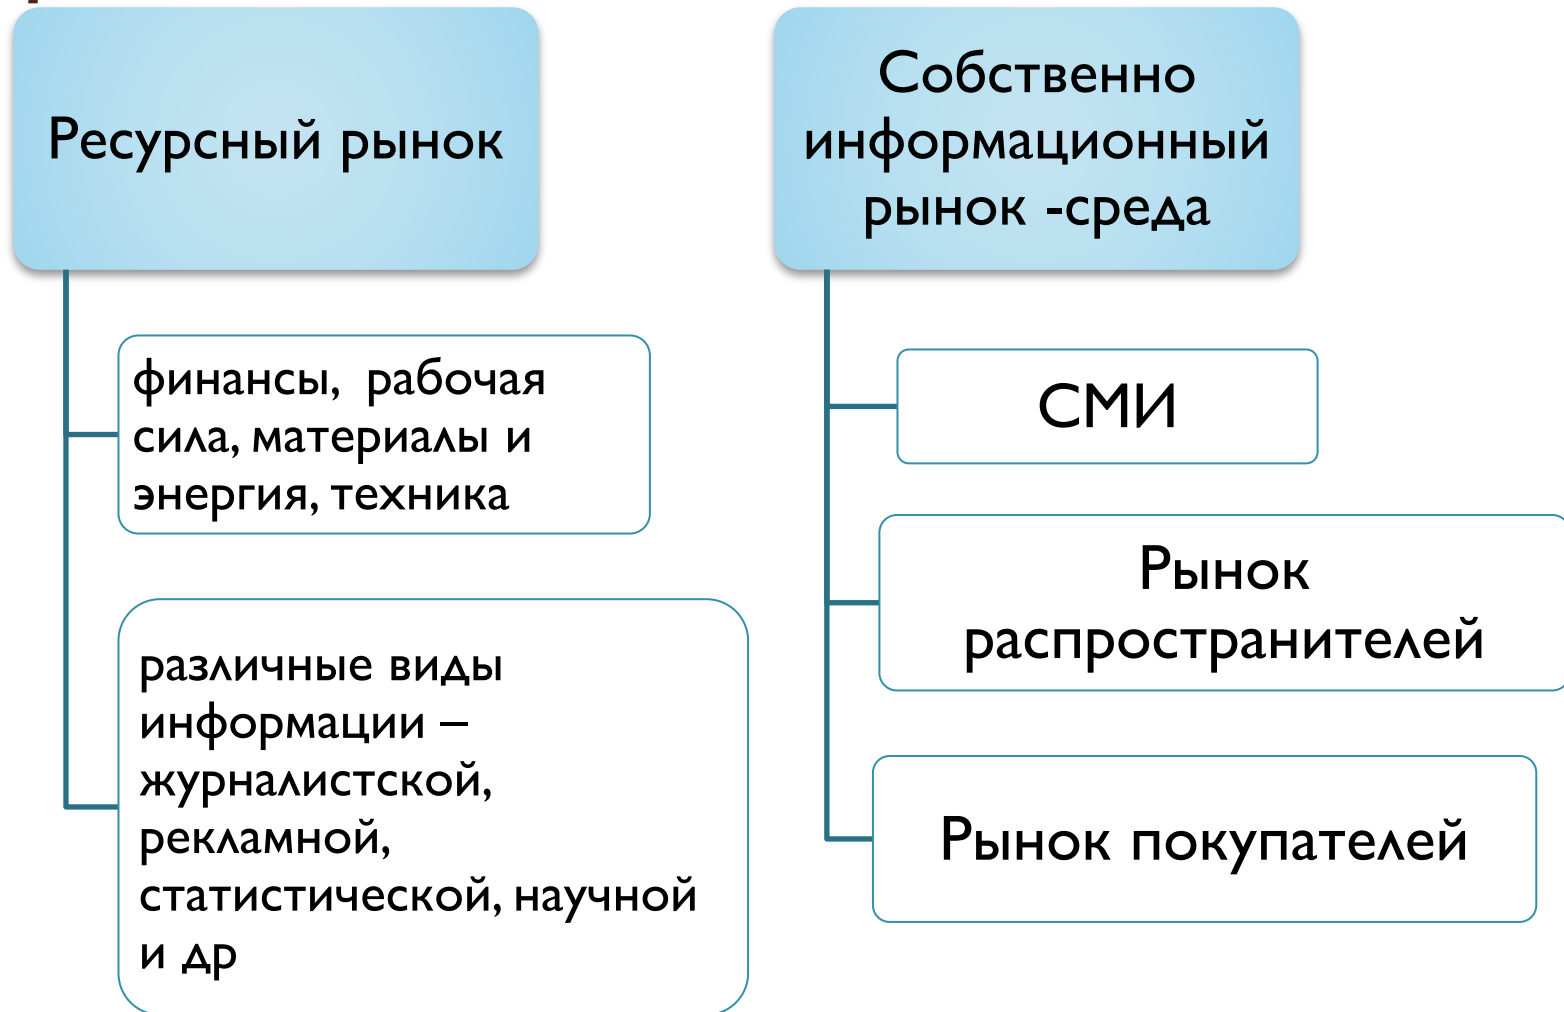 Ресурсный рынок
финансы, рабочая
сила, материалы и
энергия, техника
различные виды
информации –
журналистской,
рекламной,
статистической, научной
и др
Собственно
информационный
рынок -среда
СМИ
Рынок
распространителей
Рынок покупателей